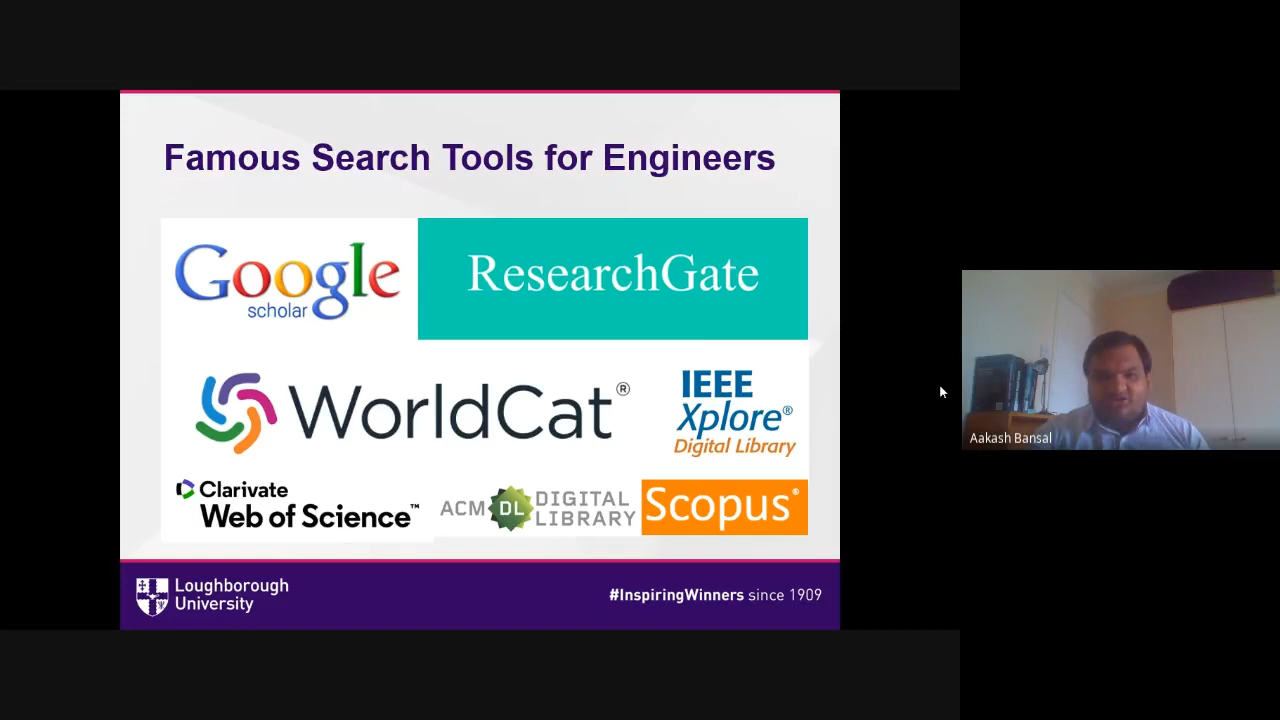 Famous Search Tools for Engineers
Google
scholar
ResearchGate
WorldCat®
IEEE
Xplore®
Digital Library
Clarivate
Web of Science™
ACM DL DIGITAL
LIBRARY
Scopus®
Loughborough
University
#InspiringWinners since 1909
Aakash Bansal